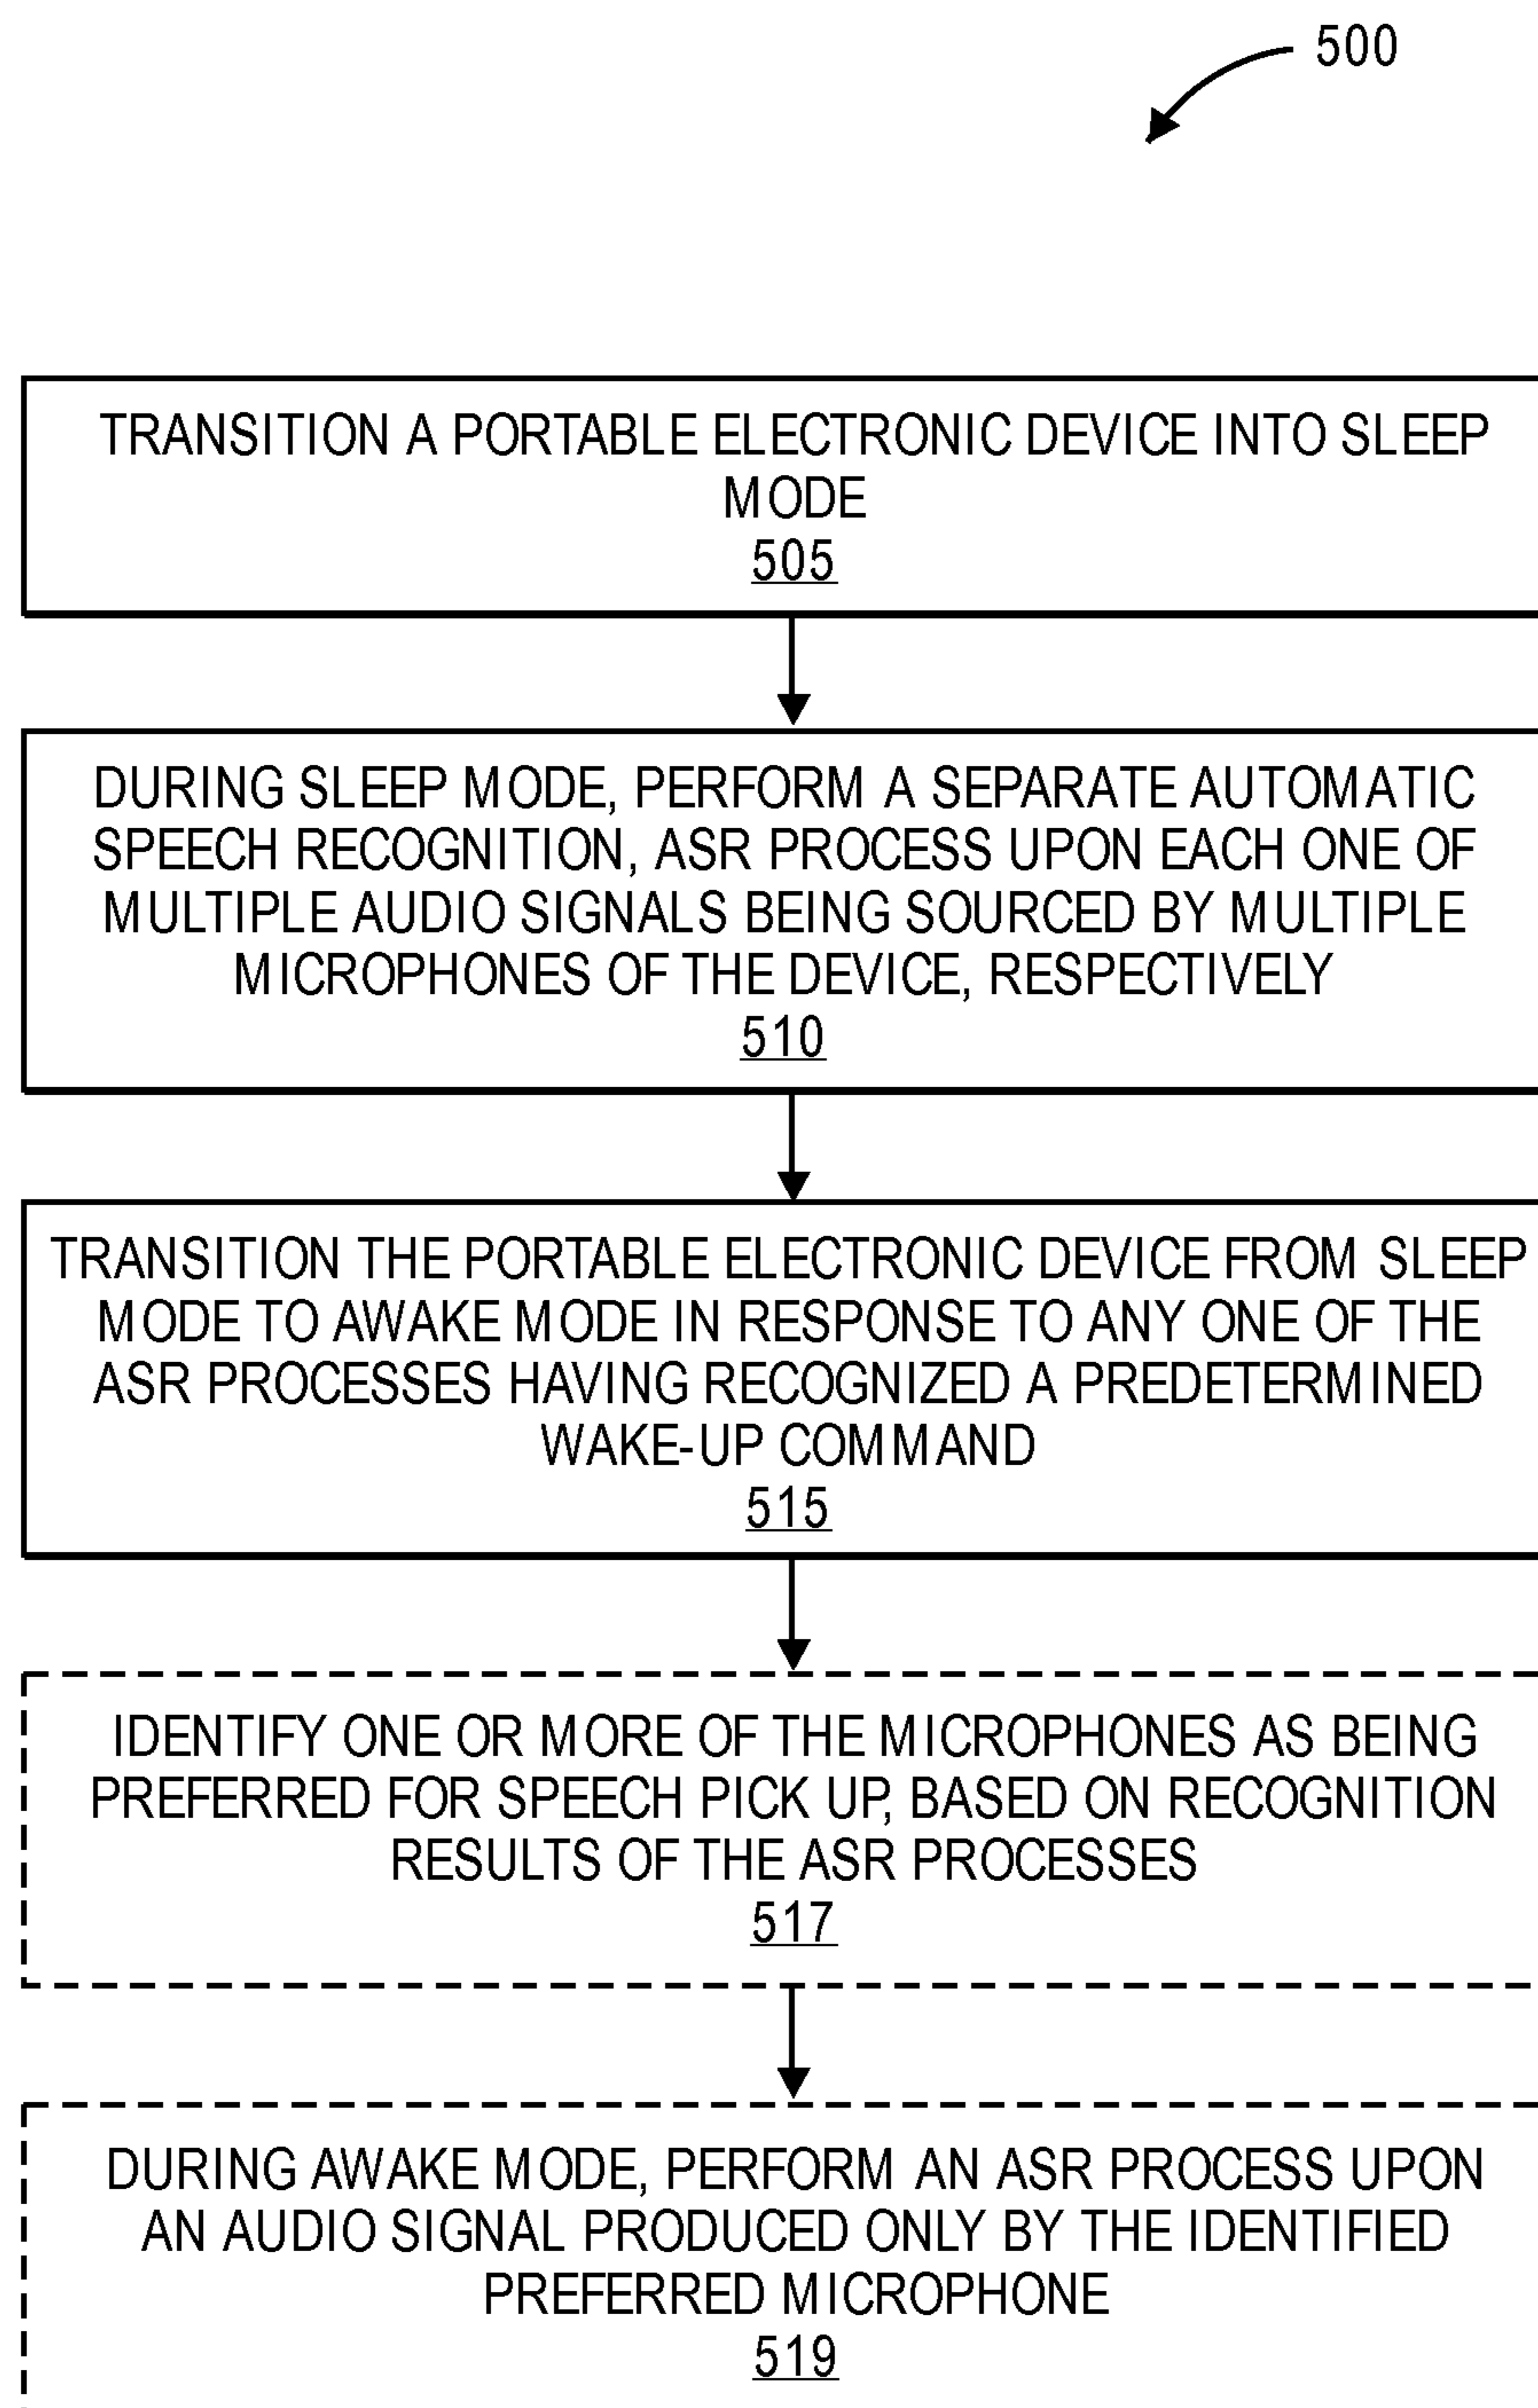 500
TRANSITION A PORTABLE ELECTRONIC DEVICE INTO SLEEP
MODE
505
DURING SLEEP MODE, PERFORM A SEPARATE AUTOMATIC
SPEECH RECOGNITION, ASR PROCESS UPON EACH ONE OF
MULTIPLE AUDIO SIGNALS BEING SOURCED BY MULTIPLE
MICROPHONES OF THE DEVICE, RESPECTIVELY
510
TRANSITION THE PORTABLE ELECTRONIC DEVICE FROM SLEEP
MODE TO AWAKE MODE IN RESPONSE TO ANY ONE OF THE
ASR PROCESSES HAVING RECOGNIZED A PREDETERMINED
WAKE-UP COMMAND
515
IDENTIFY ONE OR MORE OF THE MICROPHONES AS BEING
PREFERRED FOR SPEECH PICK UP, BASED ON RECOGNITION
RESULTS OF THE ASR PROCESSES
517
DURING AWAKE MODE, PERFORM AN ASR PROCESS UPON
AN AUDIO SIGNAL PRODUCED ONLY BY THE IDENTIFIED
PREFERRED MICROPHONE
519